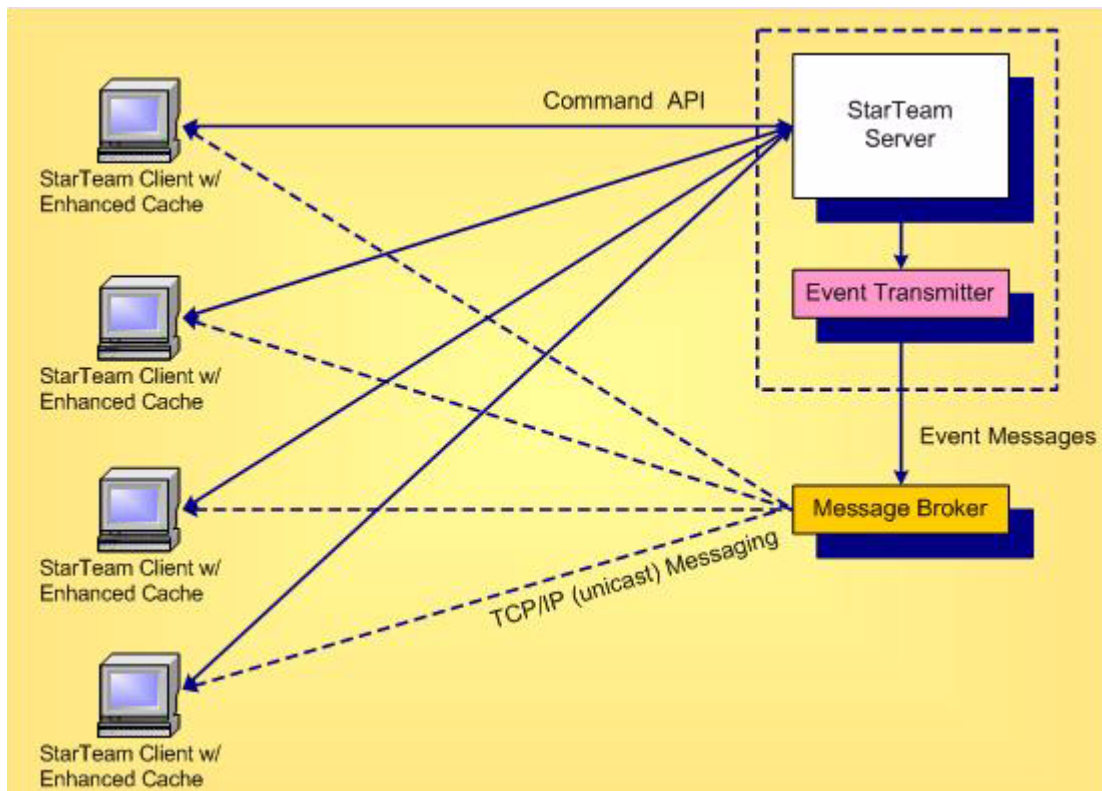 Command API
StarTeam
Server
StarTeam Client w/
Enhanced Cache
Event Transmitter
StarTeam Client w/
Enhanced Cache
Event Messages
Message Broker
TCP/IP (unicast) Messaging
StarTeam Client w/
Enhanced Cache
StarTeam Client w/
Enhanced Cache